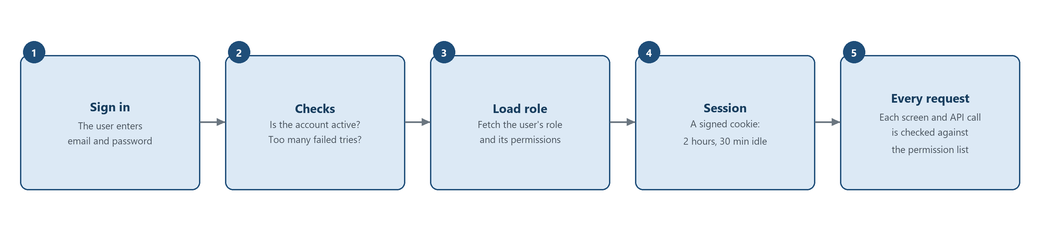 1
Sign in
The user enters
email and password
2
Checks
Is the account active?
Too many failed tries?
3
Load role
Fetch the user's role
and its permissions
4
Session
A signed cookie:
2 hours, 30 min idle
5
Every request
Each screen and API call
is checked against
the permission list